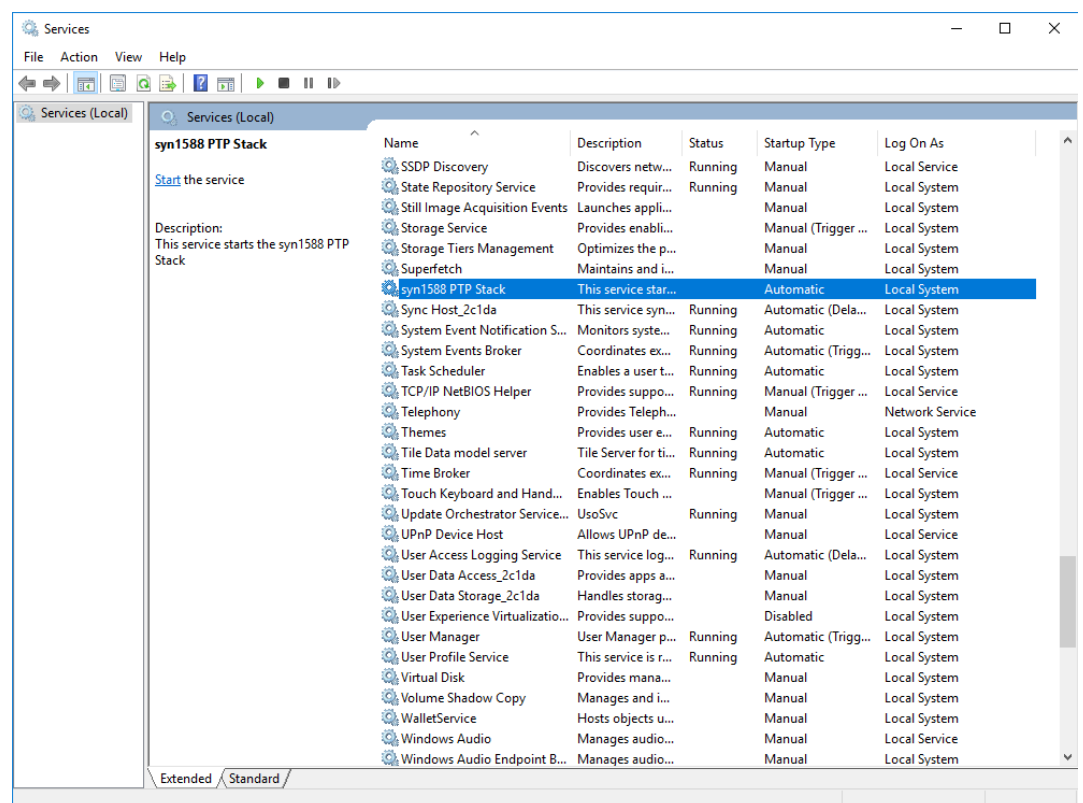 Services
File Action View Help
Services (Local)
Services (Local)
syn1588 PTP Stack
Start the service
Description:
This service starts the syn1588 PTP
Stack
Name Description Status Startup Type Log On As
SSDP Discovery Discovers netw... Running Manual Local Service
State Repository Service Provides requir... Running Manual Local System
Still Image Acquisition Events Launches appli... Manual Local System
Storage Service Provides enabli... Manual (Trigger ... Local System
Storage Tiers Management Optimizes the p... Manual Local System
Superfetch Maintains and i... Manual Local System
syn1588 PTP Stack This service star... Automatic Local System
Sync Host_2c1da This service syn... Running Automatic (Dela... Local System
System Event Notification S... Monitors syste... Running Automatic Local System
System Events Broker Coordinates ex... Running Automatic (Trigg... Local System
Task Scheduler Enables a user t... Running Automatic Local System
TCP/IP NetBIOS Helper Provides suppo... Running Manual (Trigger ... Local Service
Telephony Provides Teleph... Manual Network Service
Themes Provides user e... Running Automatic Local System
Tile Data model server Tile Server for ti... Running Automatic Local System
Time Broker Coordinates ex... Running Manual (Trigger ... Local Service
Touch Keyboard and Hand... Enables Touch ... Manual (Trigger ... Local System
Update Orchestrator Service... UsoSvc Running Manual Local System
UPnP Device Host Allows UPnP de... Manual Local Service
User Access Logging Service This service log... Running Automatic (Dela... Local System
User Data Access_2c1da Provides apps a... Manual Local System
User Data Storage_2c1da Handles storag... Manual Local System
User Experience Virtualizatio... Provides suppo... Disabled Local System
User Manager User Manager p... Running Automatic (Trigg... Local System
User Profile Service This service is r... Running Automatic Local System
Virtual Disk Provides mana... Manual Local System
Volume Shadow Copy Manages and i... Manual Local System
WalletService Hosts objects u... Manual Local System
Windows Audio Manages audio... Manual Local Service
Windows Audio Endpoint B... Manages audio... Manual Local System
Extended Standard